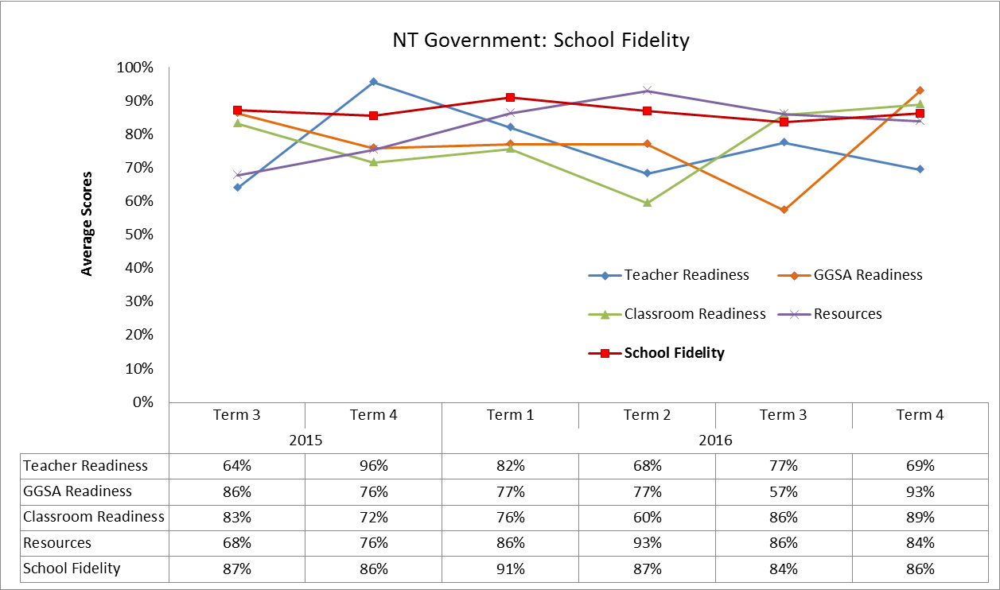 NT Government: School Fidelity
100%
90%
80%
70%
60%
50%
40%
30%
20%
10%
0%
Average Scores
Teacher Readiness GGSA Readiness
Classroom Readiness Resources
School Fidelity
Term 3 Term 4 Term 1 Term 2 Term 3 Term 4
2015 2016
Teacher Readiness 64% 96% 82% 68% 77% 69%
GGSA Readiness 86% 76% 77% 77% 57% 93%
Classroom Readiness 83% 72% 76% 60% 86% 89%
Resources 68% 76% 86% 93% 86% 84%
School Fidelity 87% 86% 91% 87% 84% 86%